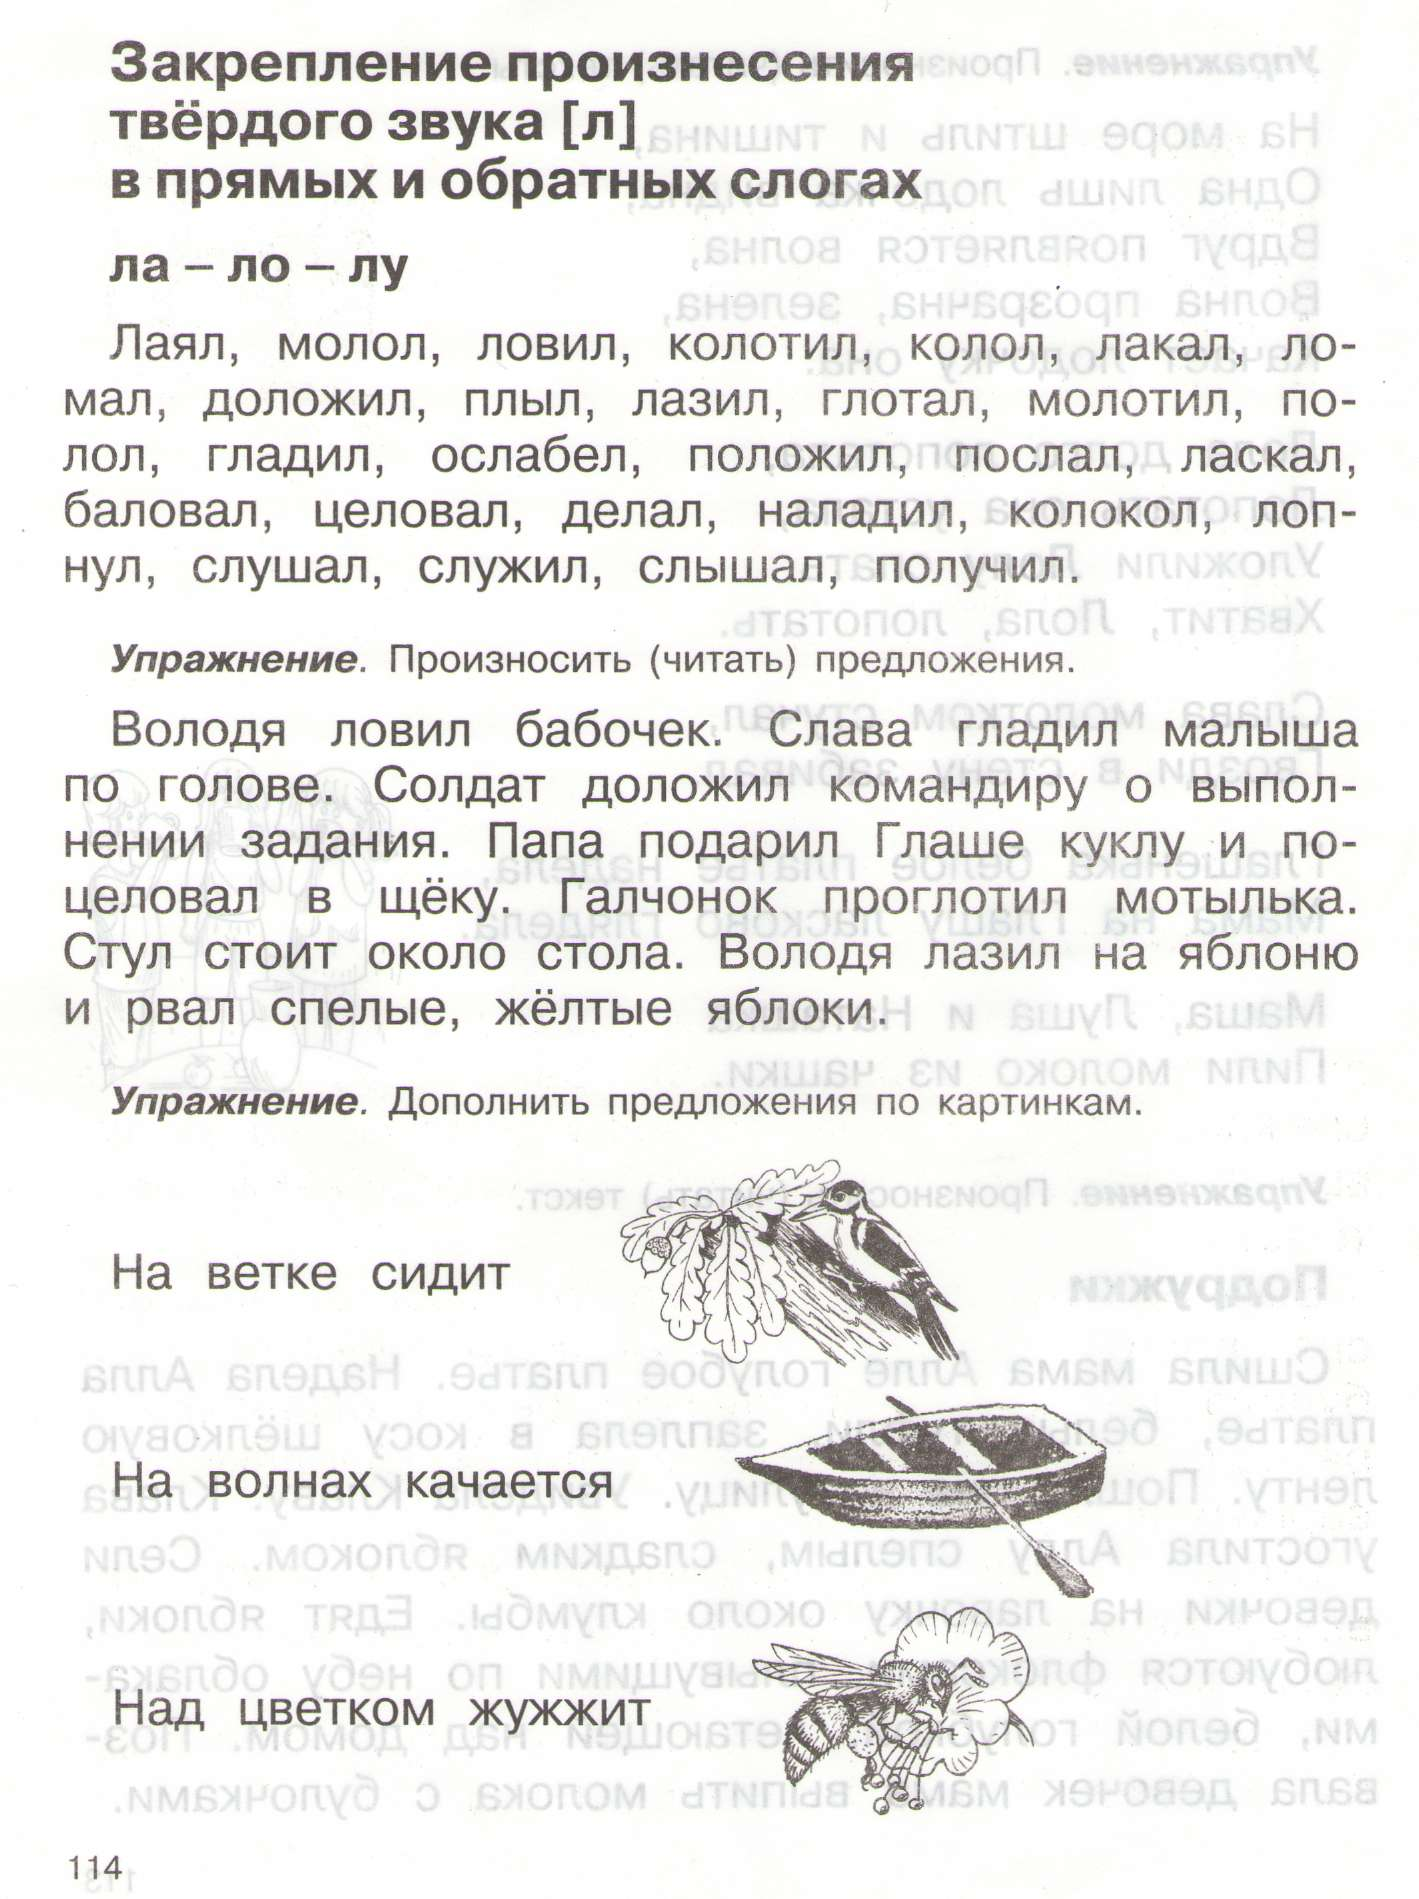 Закрепление произнесения
твёрдого звука [л]
в прямых и обратных слогах
ла – ло – лу
Лаял, молол, ловил, колотил, колол, лакал, ло-
мал, доложил, плыл, лазил, глотал, молотил, по-
лол, гладил, ослабел, положил, послал, ласкал,
баловал, целовал, делал, наладил, колокол, лоп-
нул, слушал, служил, слышал, получил.
Упражнение. Произносить (читать) предложения.
Володя ловил бабочек. Слава гладил малыша
по голове. Солдат доложил командиру о выпол-
нении задания. Папа подарил Глаше куклу и по-
целовал в щёку. Галчонок проглотил мотылька.
Стул стоит около стола. Володя лазил на яблоню
и рвал спелые, жёлтые яблоки.
Упражнение. Дополнить предложения по картинкам.
На ветке сидит
На волнах качается
Над цветком жужжит
114